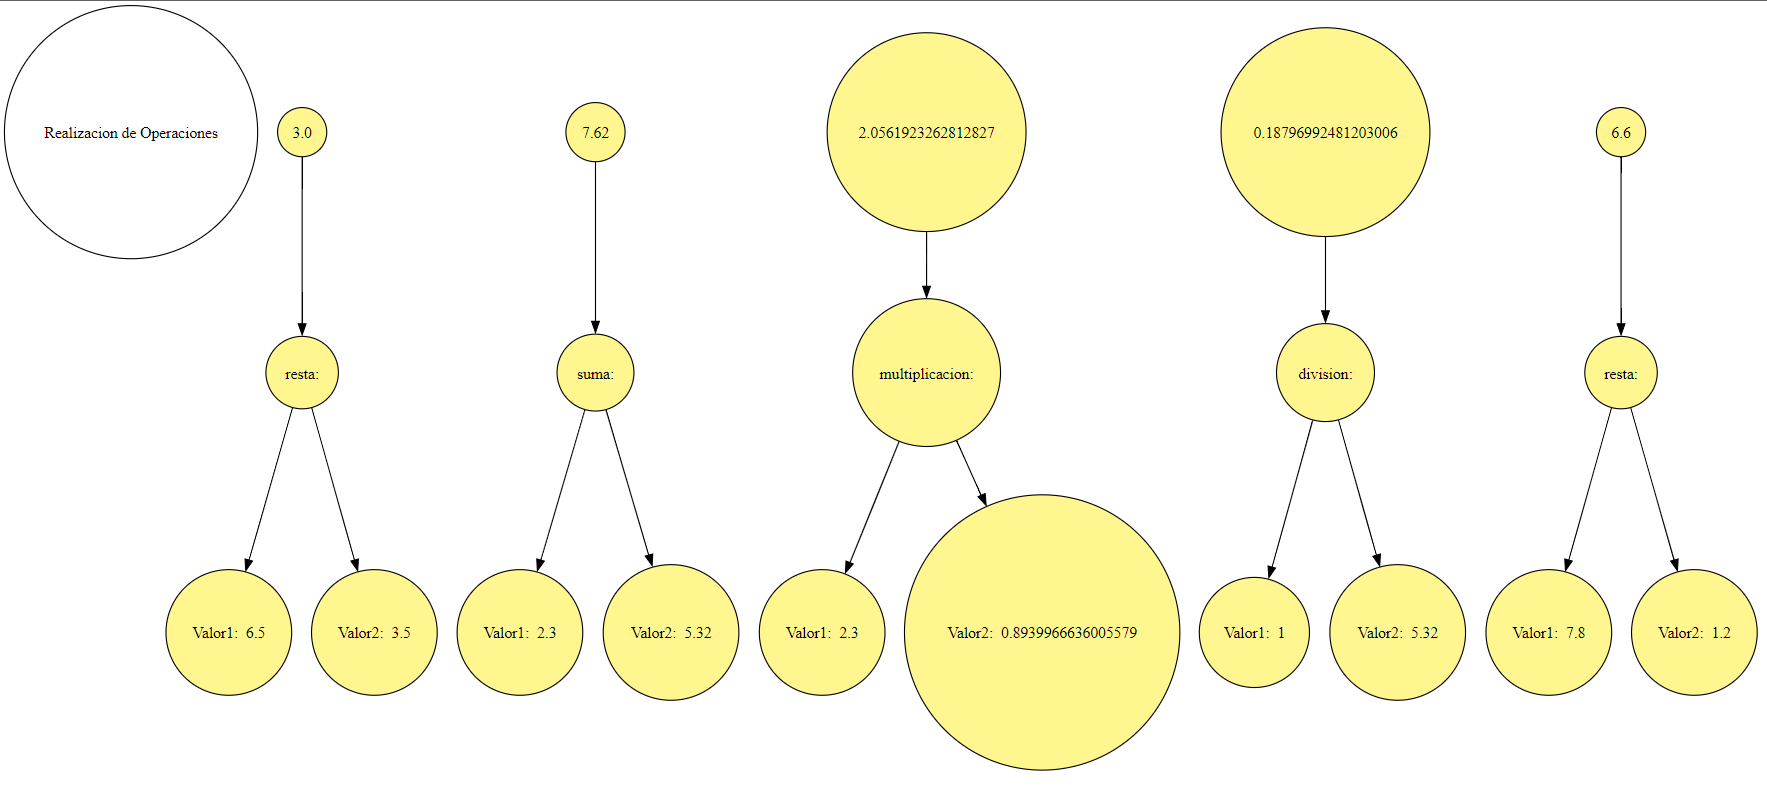 Realizacion de Operaciones
3.0
7.62
2.0561923262812827
0.18796992481203006
6.6
resta:
suma:
multiplicacion:
division:
resta:
Valor1: 6.5
Valor2: 3.5
Valor1: 2.3
Valor2: 5.32
Valor1: 2.3
Valor2: 0.8939966636005579
Valor1: 1
Valor2: 5.32
Valor1: 7.8
Valor2: 1.2